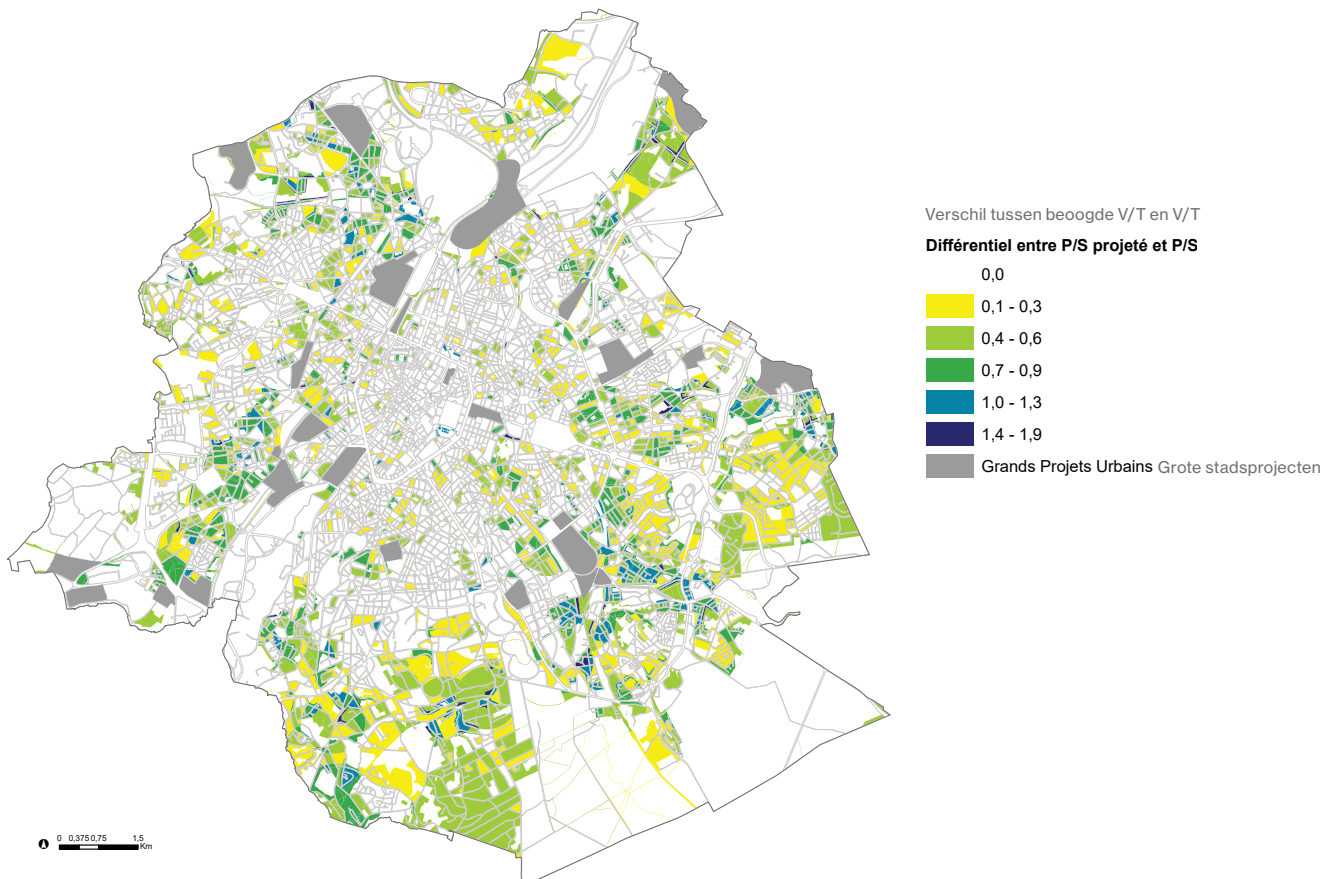 Verschil tussen beoogde V/T en V/T
Différentiel entre P/S projeté et P/S
0,0
0,1 - 0,3
0,4 - 0,6
0,7 - 0,9
1,0 - 1,3
1,4 - 1,9
Grands Projets Urbains Grote stadsprojecten
0 0,375 0,75 1,5
Km